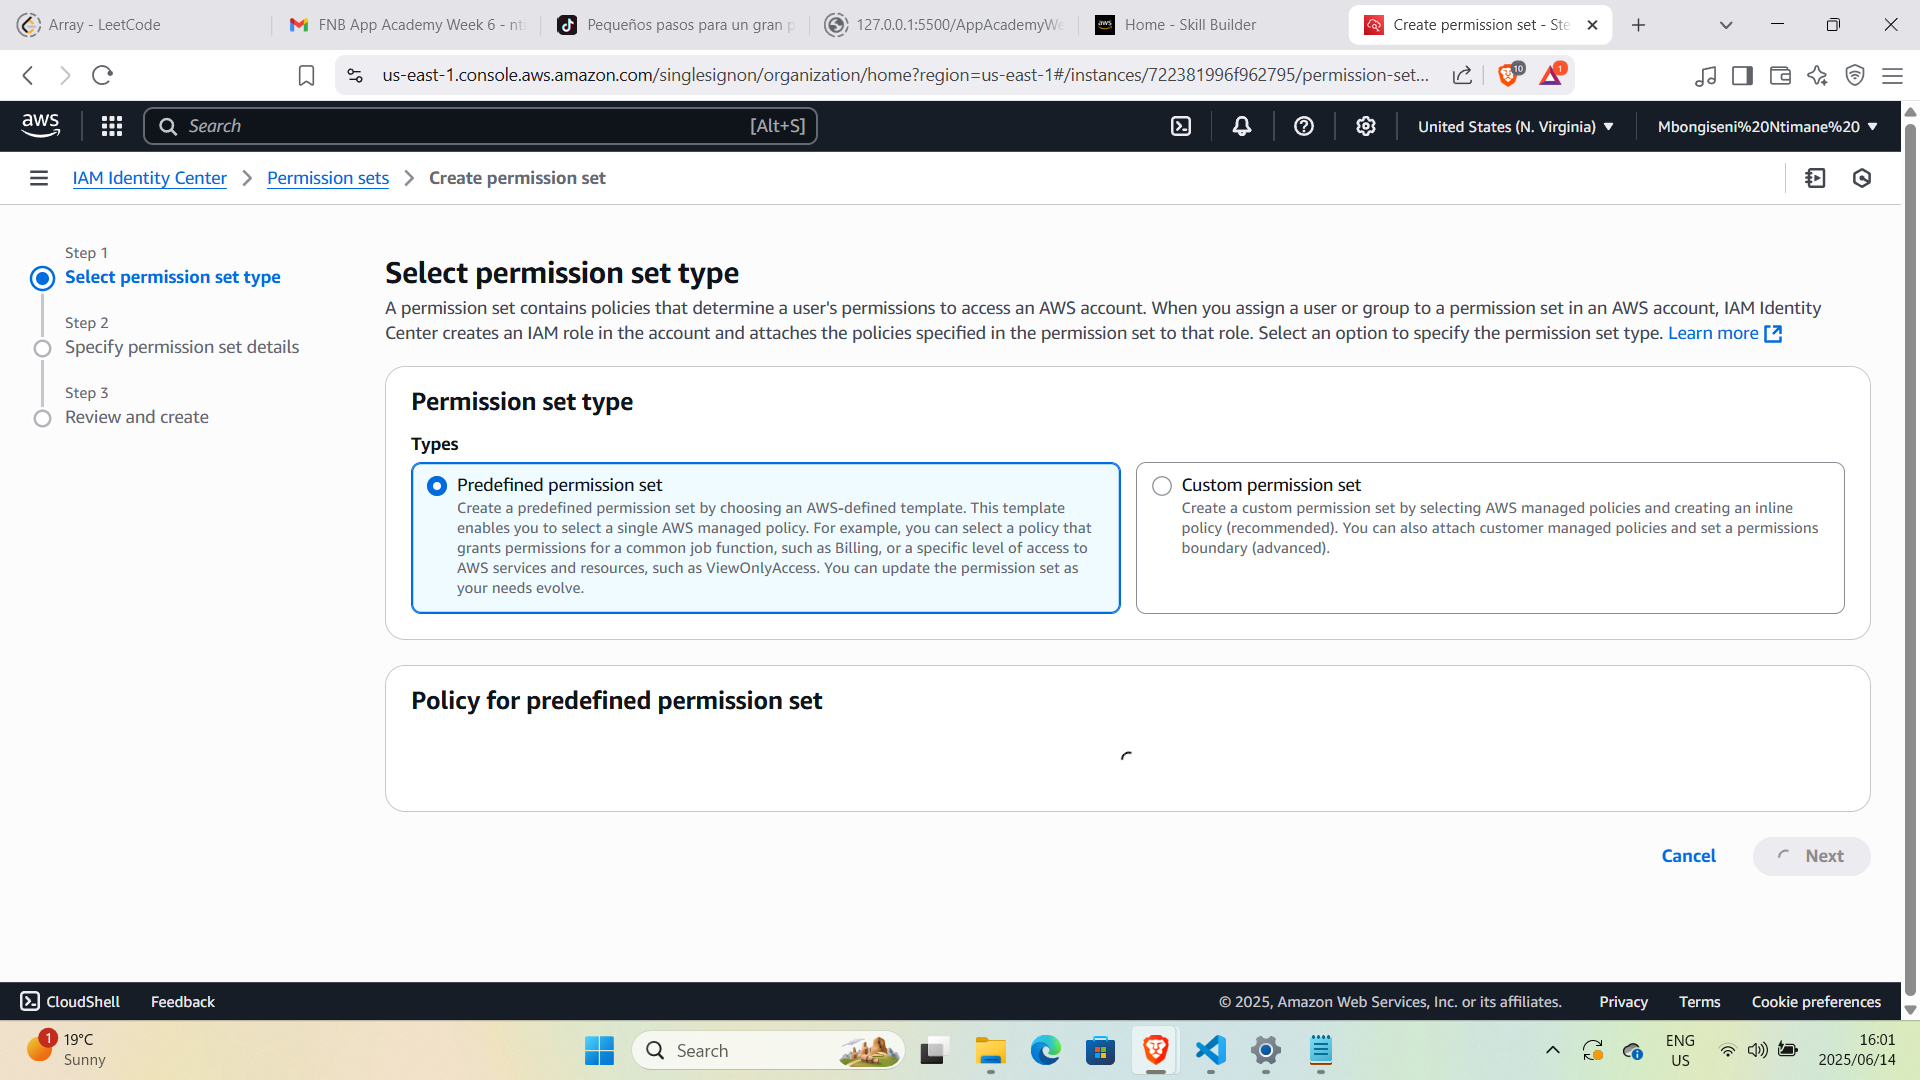 Array - LeetCode
FNB App Academy Week 6 - nt
Pequeños pasos para un gran p
127.0.0.1:5500/AppAcademyWe
Home - Skill Builder
Create permission set - Ste
us-east-1.console.aws.amazon.com/singlesignon/organization/home?region=us-east-1#/instances/722381996f962795/permission-set...
10
1
aws
Search
[Alt+S]
United States (N. Virginia)
Mbongiseni%20Ntimane%20
IAM Identity Center
Permission sets
Create permission set
Step 1
Select permission set type
Step 2
Specify permission set details
Step 3
Review and create
Select permission set type
A permission set contains policies that determine a user's permissions to access an AWS account. When you assign a user or group to a permission set in an AWS account, IAM Identity
Center creates an IAM role in the account and attaches the policies specified in the permission set to that role. Select an option to specify the permission set type. Learn more
Permission set type
Types
Predefined permission set
Create a predefined permission set by choosing an AWS-defined template. This template
enables you to select a single AWS managed policy. For example, you can select a policy that
grants permissions for a common job function, such as Billing, or a specific level of access to
AWS services and resources, such as ViewOnlyAccess. You can update the permission set as
your needs evolve.
Custom permission set
Create a custom permission set by selecting AWS managed policies and creating an inline
policy (recommended). You can also attach customer managed policies and set a permissions
boundary (advanced).
Policy for predefined permission set
Cancel
Next
CloudShell
Feedback
© 2025, Amazon Web Services, Inc. or its affiliates.
Privacy
Terms
Cookie preferences
1
19°C
Sunny
Search
ENG
US
16:01
2025/06/14